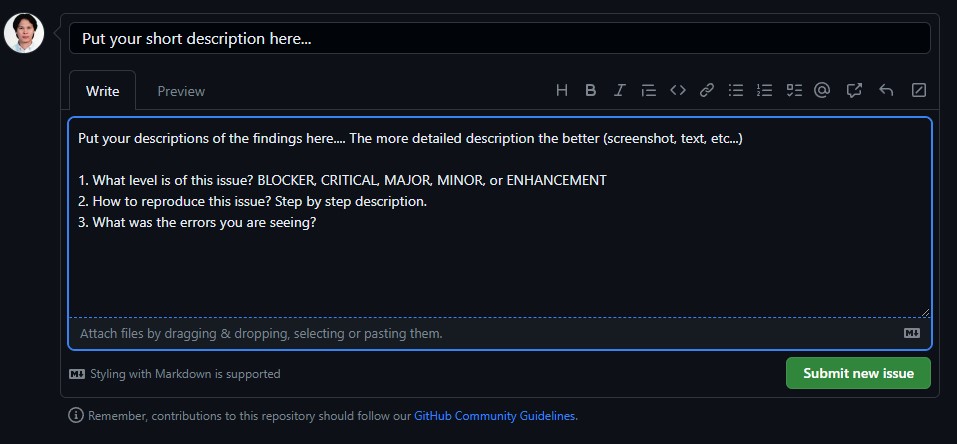 Put your short description here...
Write
Preview
Put your descriptions of the findings here.... The more detailed description the better (screenshot, text, etc...)
1. What level is of this issue? BLOCKER, CRITICAL, MAJOR, MINOR, or ENHANCEMENT
2. How to reproduce this issue? Step by step description.
3. What was the errors you are seeing?
Attach files by dragging & dropping, selecting or pasting them.
Styling with Markdown is supported
Submit new issue
Remember, contributions to this repository should follow our GitHub Community Guidelines.